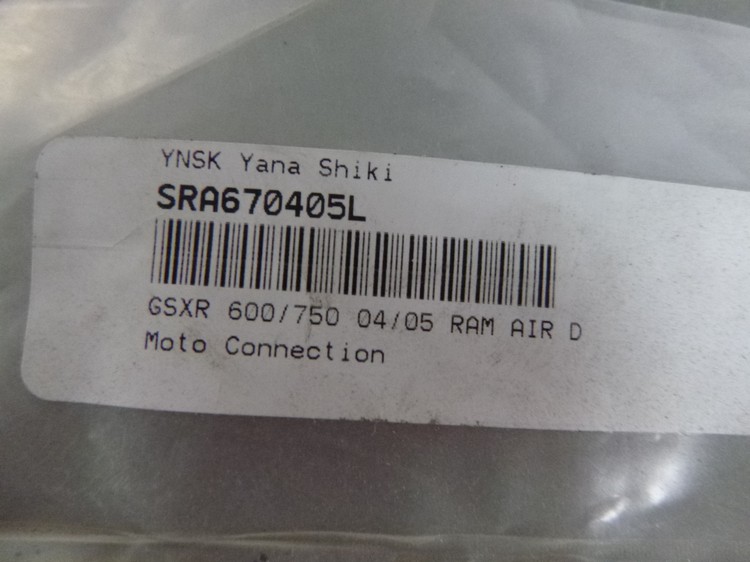 YNSK Yana Shiki
SRA670405L
GSXR 600/750 04/05 RAM AIR D
Moto Connection